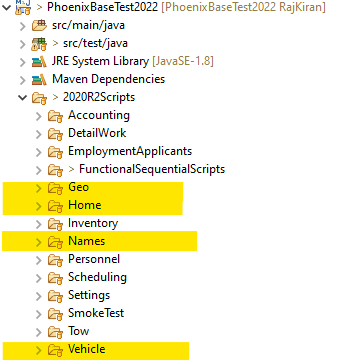 > PhoenixBaseTest2022 [PhoenixBaseTest2022 RajKiran]
src/main/java
> src/test/java
JRE System Library [JavaSE-1.8]
Maven Dependencies
> 2020R2Scripts
Accounting
DetailWork
EmploymentApplicants
> FunctionalSequentialScripts
Geo
Home
Inventory
Names
Personnel
Scheduling
Settings
SmokeTest
Tow
Vehicle